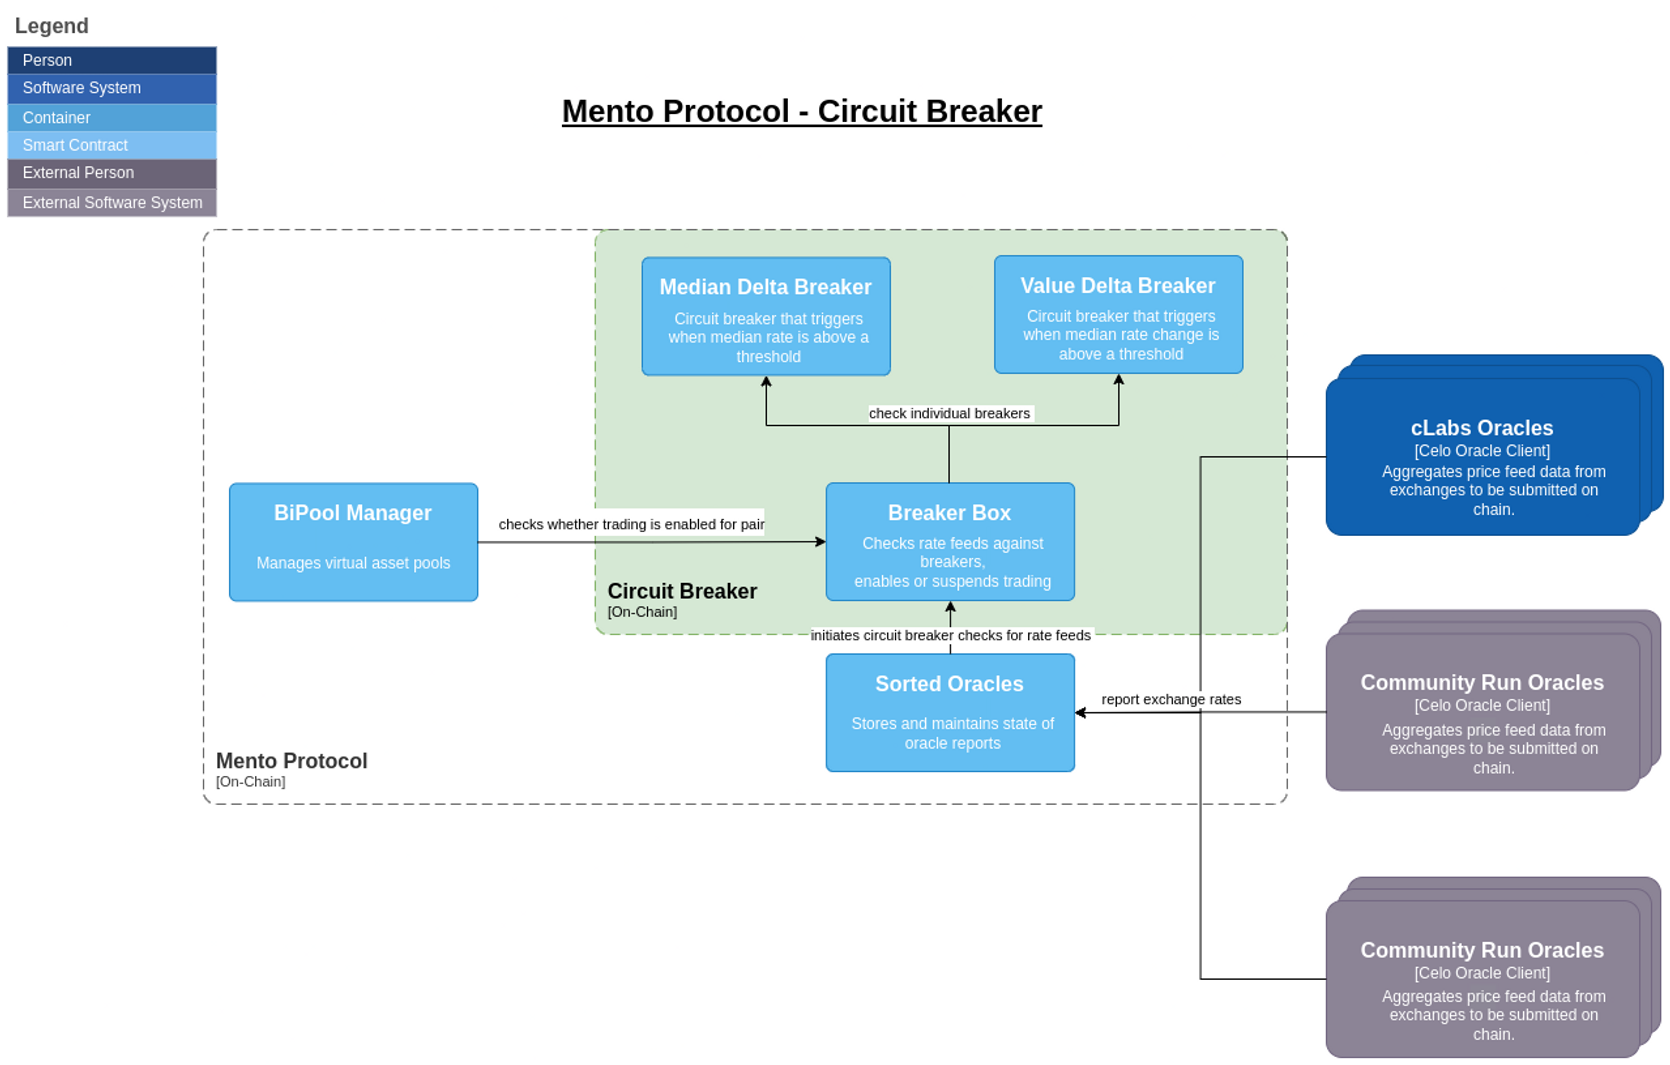 Legend
Person
Software System
Container
Smart Contract
External Person
External Software System
Mento Protocol - Circuit Breaker
Median Delta Breaker
Circuit breaker that triggers
when median rate is above a
threshold
Value Delta Breaker
Circuit breaker that triggers
when median rate change is
above a threshold
check individual breakers
BiPool Manager
Manages virtual asset pools
checks whether trading is enabled for pair
Breaker Box
Checks rate feeds against
breakers,
enables or suspends trading
Circuit Breaker
[On-Chain]
initiates circuit breaker checks for rate feeds
Sorted Oracles
Stores and maintains state of
oracle reports
report exchange rates
Mento Protocol
[On-Chain]
cLabs Oracles
[Celo Oracle Client]
Aggregates price feed data from
exchanges to be submitted on
chain.
Community Run Oracles
[Celo Oracle Client]
Aggregates price feed data from
exchanges to be submitted on
chain.
Community Run Oracles
[Celo Oracle Client]
Aggregates price feed data from
exchanges to be submitted on
chain.